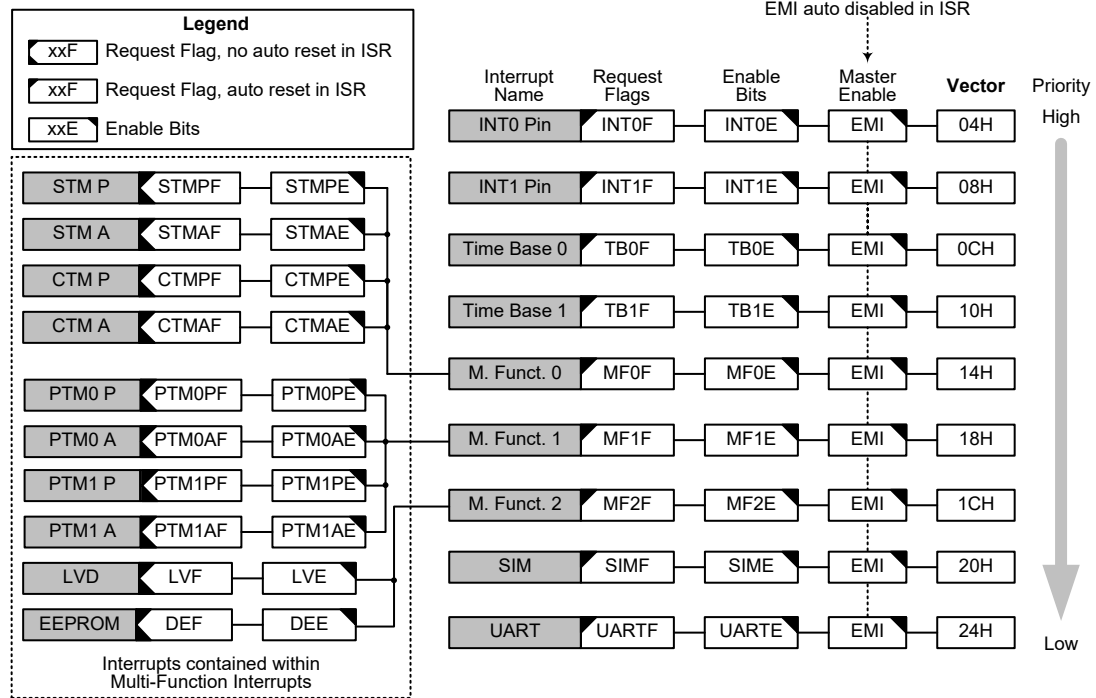 EMI auto disabled in ISR
Legend
xxF Request Flag, no auto reset in ISR
xxF Request Flag, auto reset in ISR
xxE Enable Bits
Interrupt Name Request Flags Enable Bits Master Enable Vector Priority
High
INT0 Pin INT0F INT0E EMI 04H
INT1 Pin INT1F INT1E EMI 08H
Time Base 0 TB0F TB0E EMI 0CH
Time Base 1 TB1F TB1E EMI 10H
M. Funct. 0 MF0F MF0E EMI 14H
M. Funct. 1 MF1F MF1E EMI 18H
M. Funct. 2 MF2F MF2E EMI 1CH
SIM SIMF SIME EMI 20H
UART UARTF UARTE EMI 24H
Low
STM P STMPF STMPE
STM A STMAF STMAE
CTM P CTMPF CTMPE
CTM A CTMAF CTMAE
PTM0 P PTM0PF PTM0PE
PTM0 A PTM0AF PTM0AE
PTM1 P PTM1PF PTM1PE
PTM1 A PTM1AF PTM1AE
LVD LVF LVE
EEPROM DEF DEE
Interrupts contained within
Multi-Function Interrupts